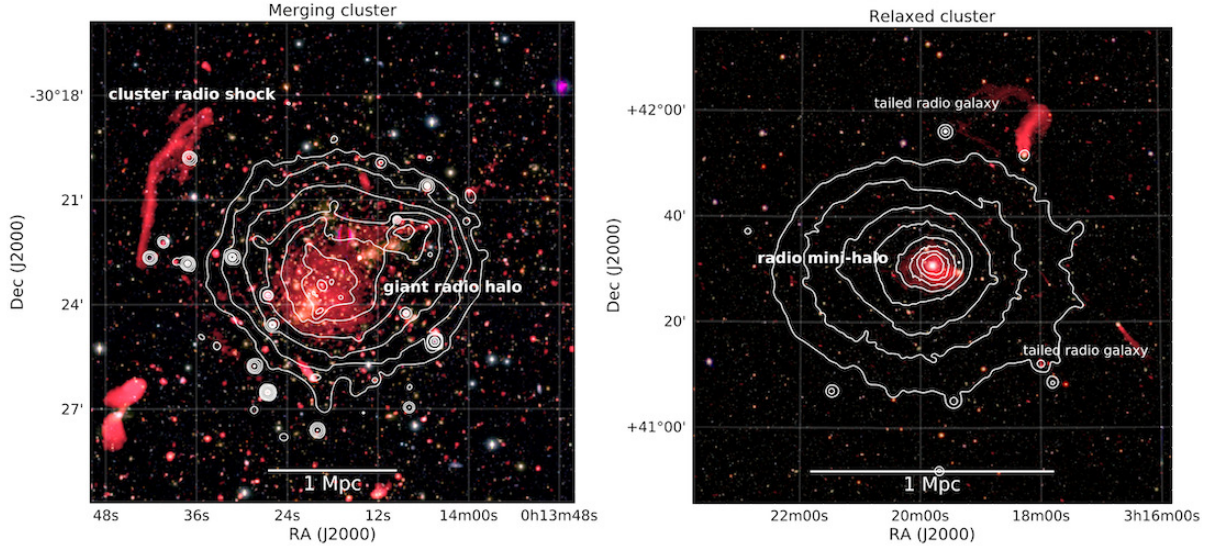 Merging cluster
cluster radio shock
giant radio halo
1 Mpc
-30°18'
21'
24'
27'
Dec (J2000)
48s 36s 24s 12s 14m00s 0h13m48s
RA (J2000)
Relaxed cluster
tailed radio galaxy
radio mini-halo
tailed radio galaxy
1 Mpc
+42°00'
40'
20'
+41°00'
Dec (J2000)
22m00s 20m00s 18m00s 3h16m00s
RA (J2000)